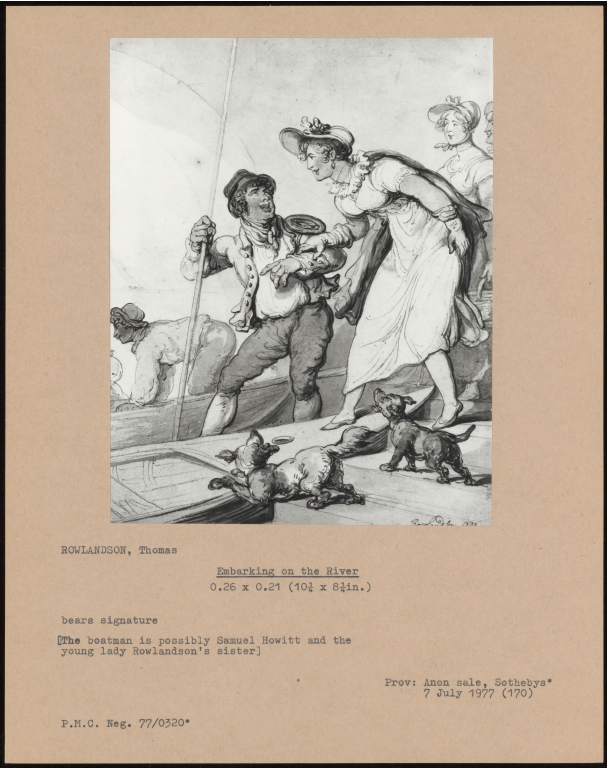 ROWLANDSON, Thomas
Embarking on the River
0.26 x 0.21 (10¼ x 8¼in.)
bears signature
[The boatman is possibly Samuel Howitt and the
young lady Rowlandson's sister]
Prov: Anon sale, Sothebys*
7 July 1977 (170)
P.M.C. Neg. 77/0320*